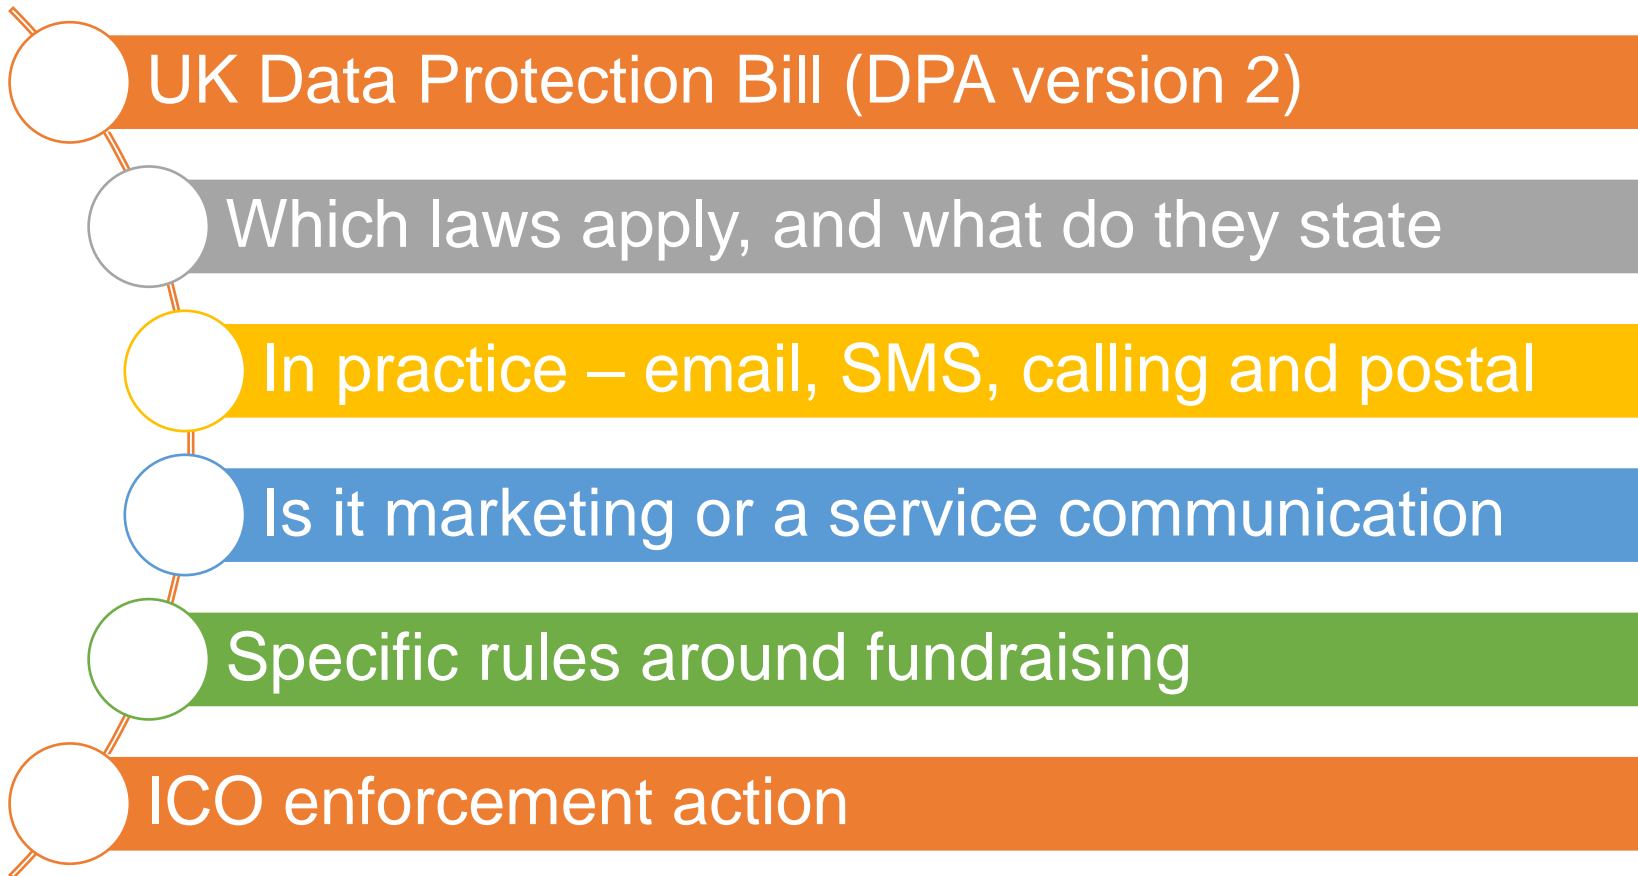 UK Data Protection Bill (DPA version 2)
Which laws apply, and what do they state
In practice – email, SMS, calling and postal
Is it marketing or a service communication
Specific rules around fundraising
ICO enforcement action